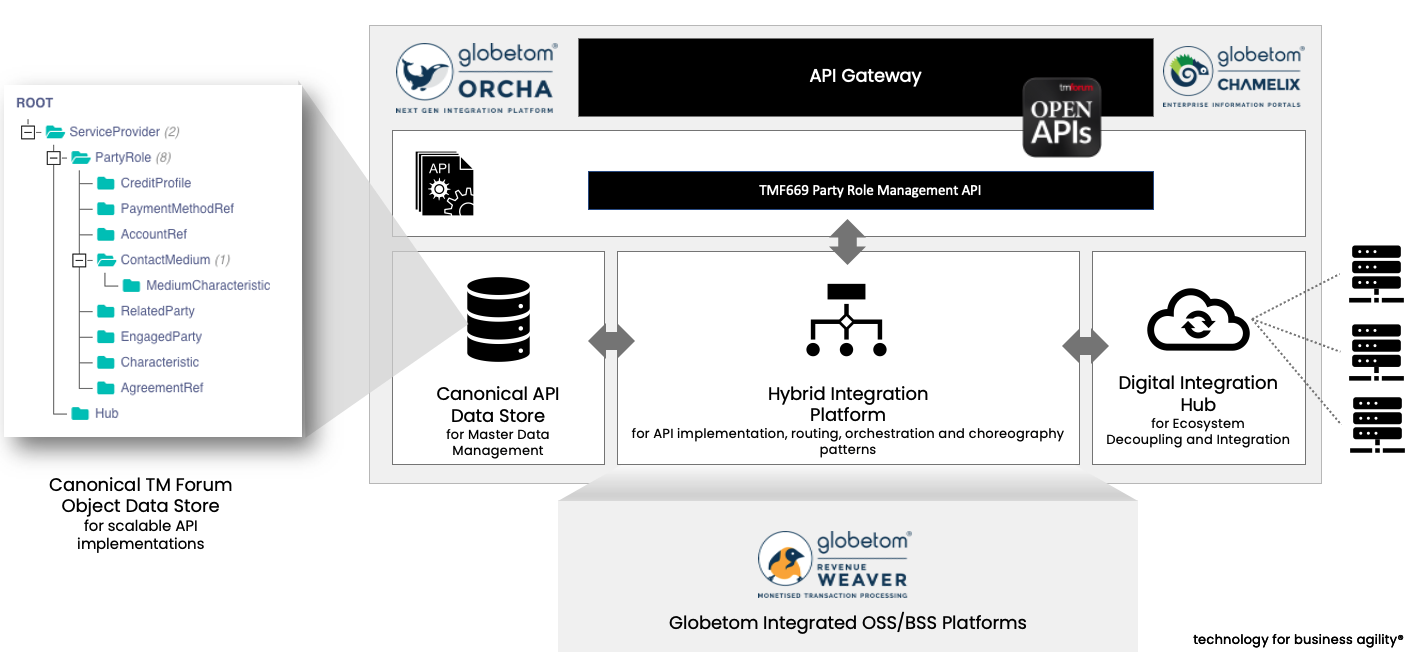 ROOT
ServiceProvider (2)
PartyRole (8)
CreditProfile
PaymentMethodRef
AccountRef
ContactMedium (1)
MediumCharacteristic
RelatedParty
EngagedParty
Characteristic
AgreementRef
Hub
Canonical TM Forum
Object Data Store
for scalable API
implementations
globetom®
ORCHA
NEXT GEN INTEGRATION PLATFORM
API Gateway
tmforum
OPEN
APIs
globetom®
CHAMELIX
ENTERPRISE INFORMATION PORTALS
API
TMF669 Party Role Management API
Canonical API
Data Store
for Master Data
Management
Hybrid Integration
Platform
for API implementation, routing, orchestration and choreography
patterns
Digital Integration
Hub
for Ecosystem
Decoupling and Integration
globetom®
REVENUE
WEAVER
MONETISED TRANSACTION PROCESSING
Globetom Integrated OSS/BSS Platforms
technology for business agility®